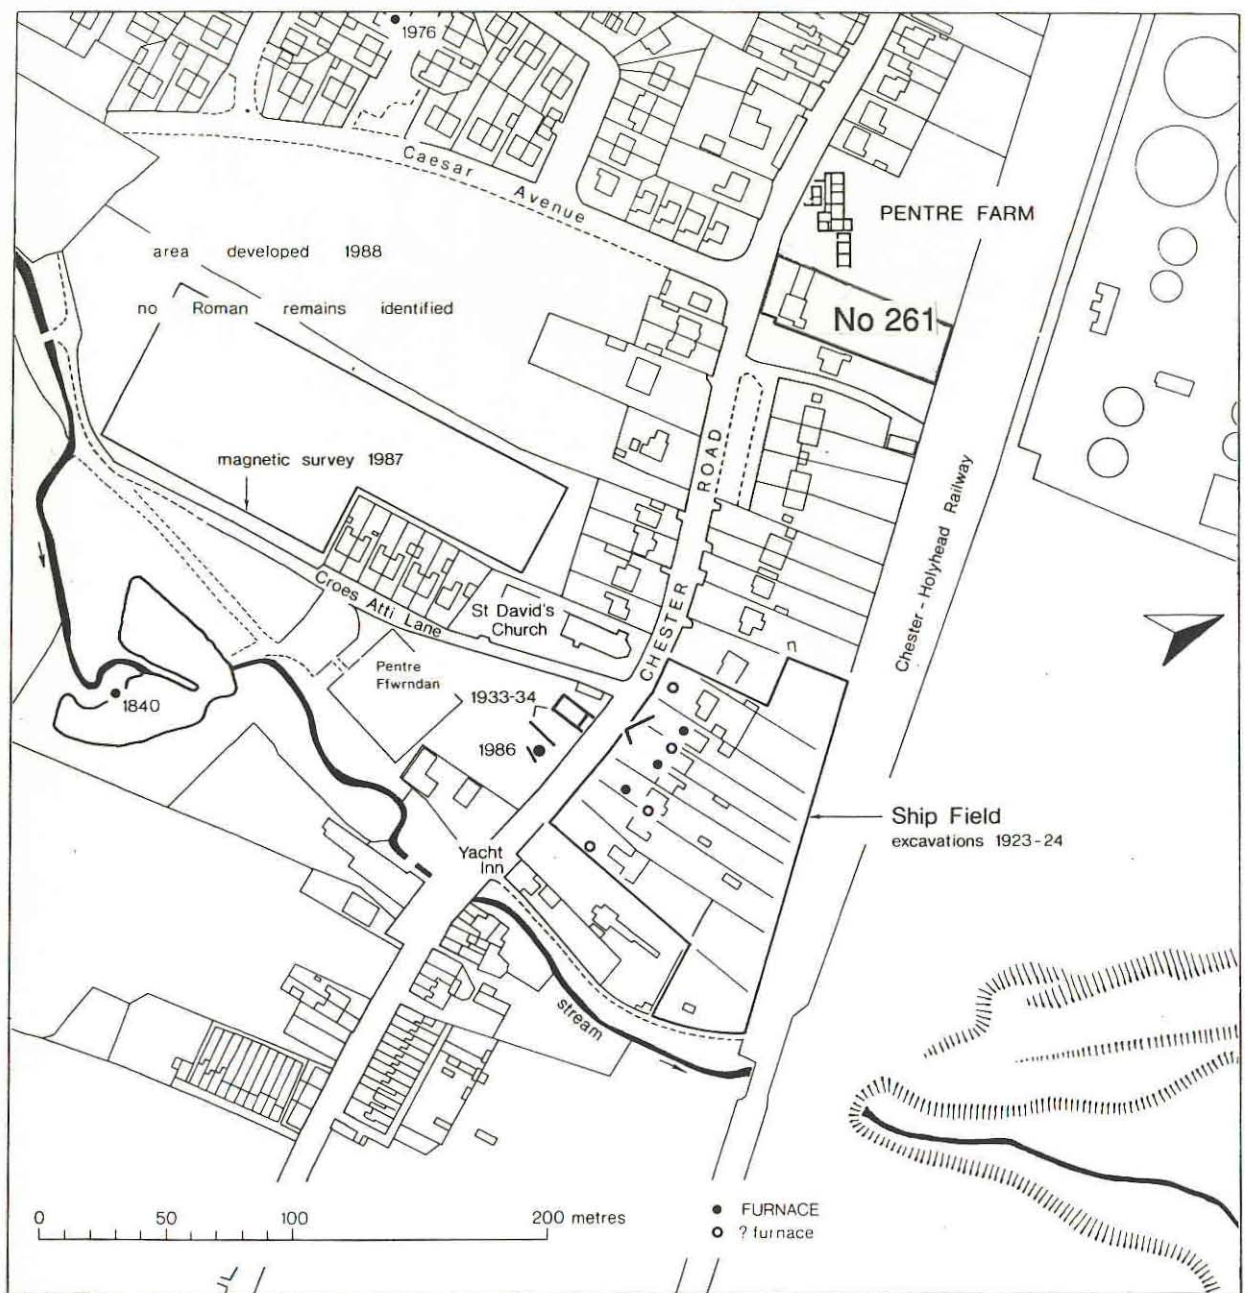 1976
Caesar Avenue
PENTRE FARM
area developed 1988
no Roman remains identified
No 261
magnetic survey 1987
ROAD
Chester - Holyhead Railway
Croes Atti Lane
St David's
Church
CHESTER
n
Pentre
Ffwrndan
1840
1933-34
1986
Ship Field
excavations 1923-24
Yacht
Inn
stream
0 50 100 200 metres
FURNACE
? furnace